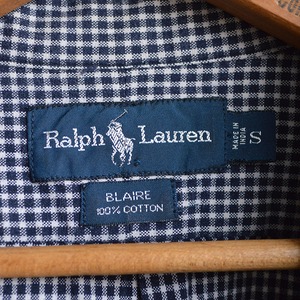 Ralph Lauren
MADE IN
INDIA
S
BLAIRE
100% COTTON